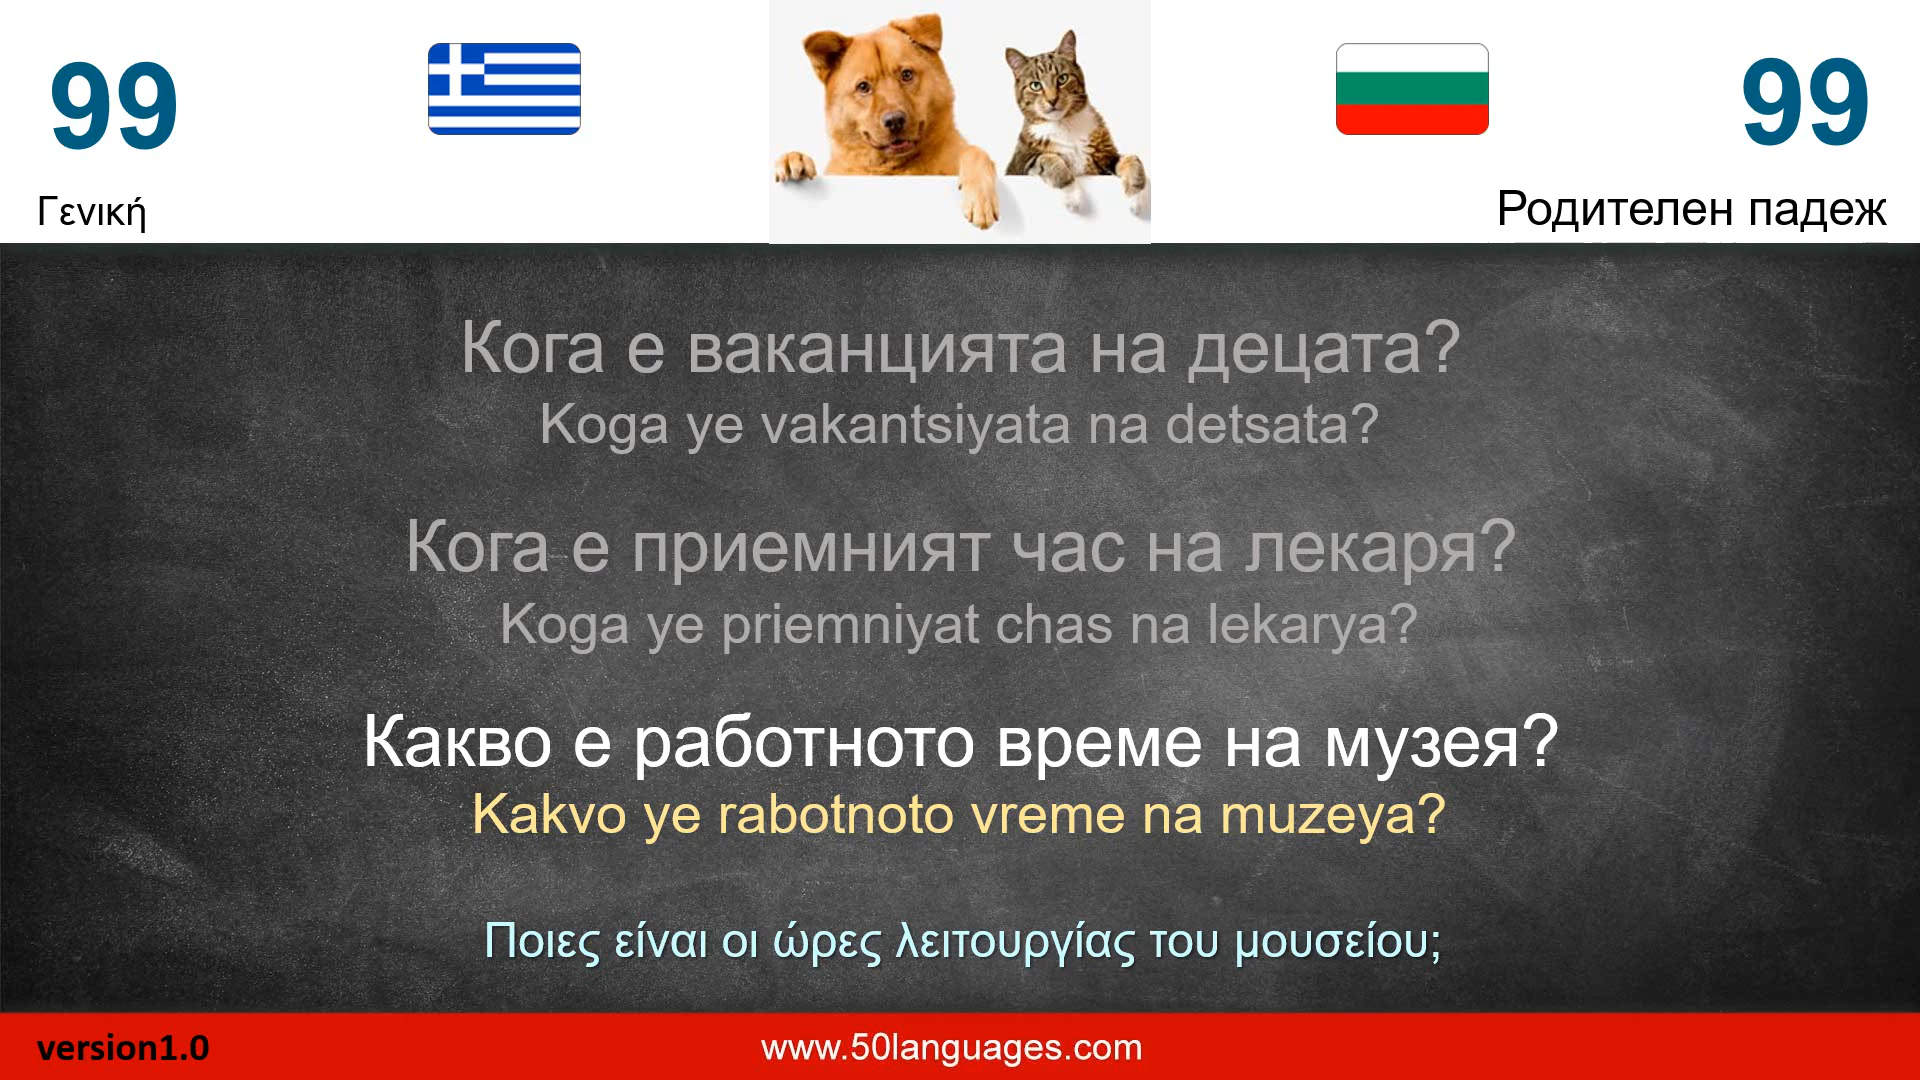 99
99
Γενική
Родителен падеж
Кога е ваканцията на децата?
Koga ye vakantsiyata na detsata?
Кога е приемният час на лекаря?
Koga ye priemniyat chas na lekarya?
Какво е работното време на музея?
Kakvo ye rabotnoto vreme na muzeya?
Ποιες είναι οι ώρες λειτουργίας του μουσείου;
version1.0
www.50languages.com